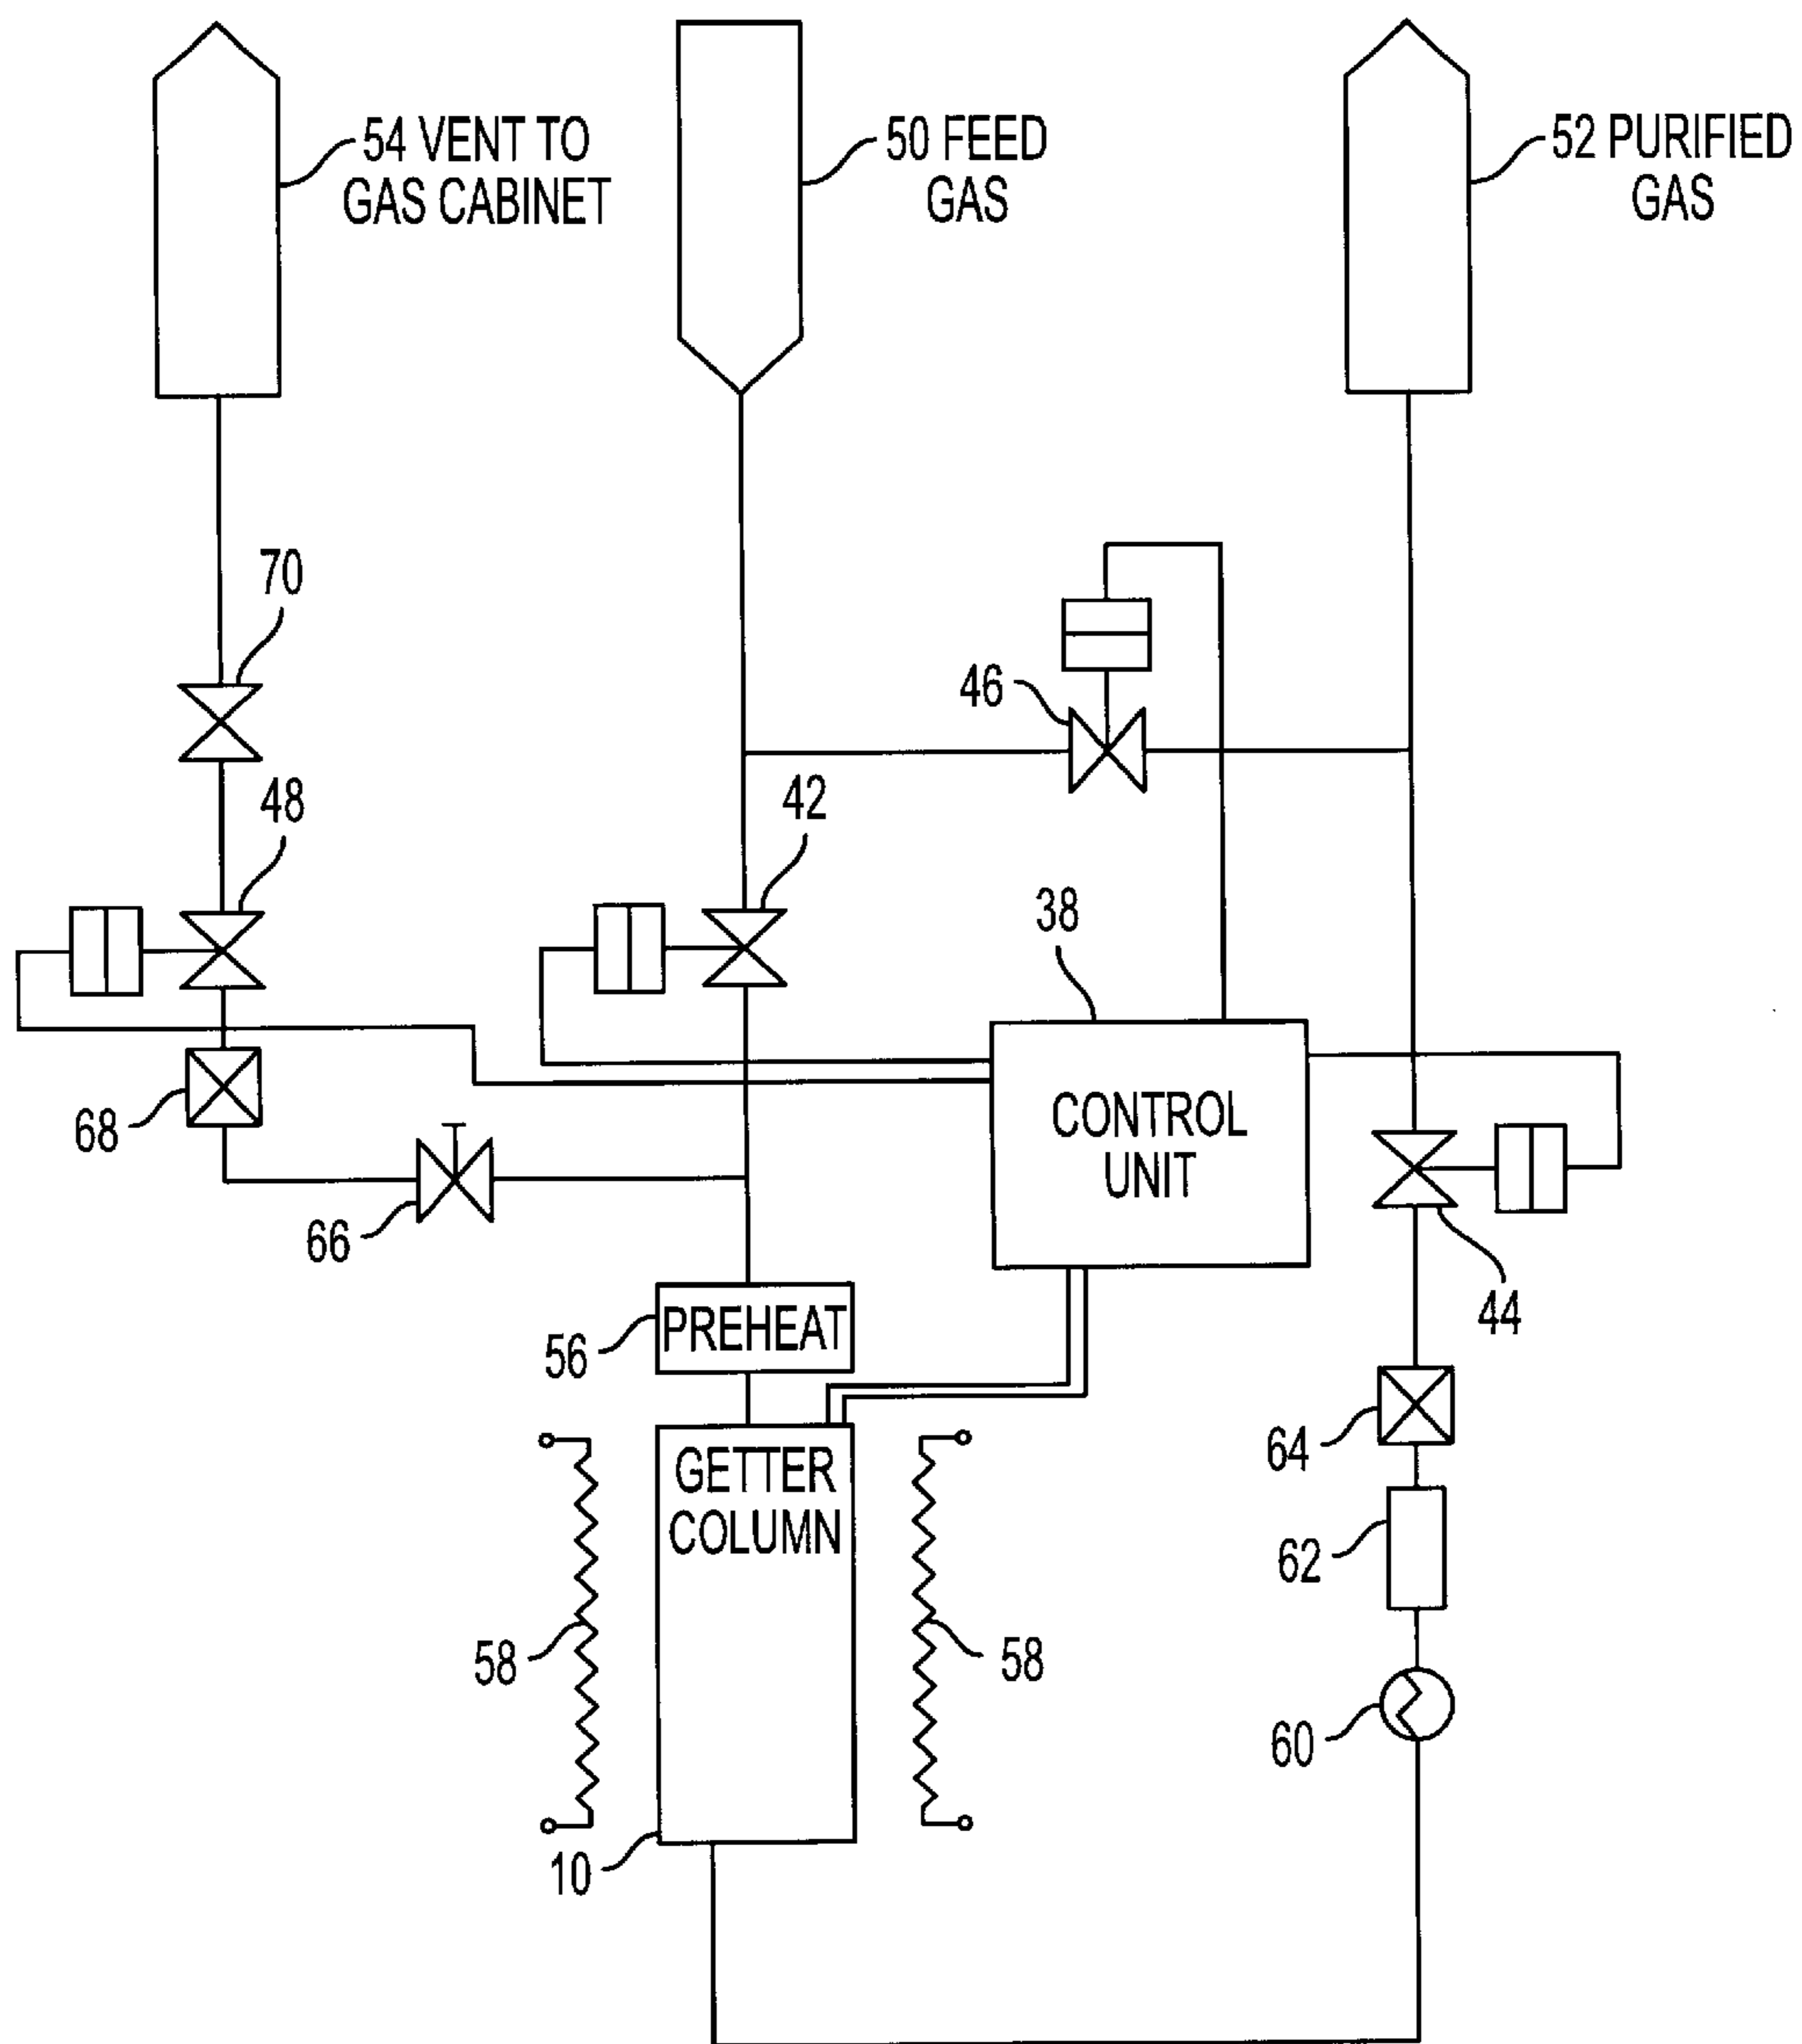 54 VENT TO
GAS CABINET
50 FEED
GAS
52 PURIFIED
GAS
70
46
48
42
38
CONTROL
UNIT
68
66
44
PREHEAT
56
GETTER
COLUMN
64
62
58
58
60
10